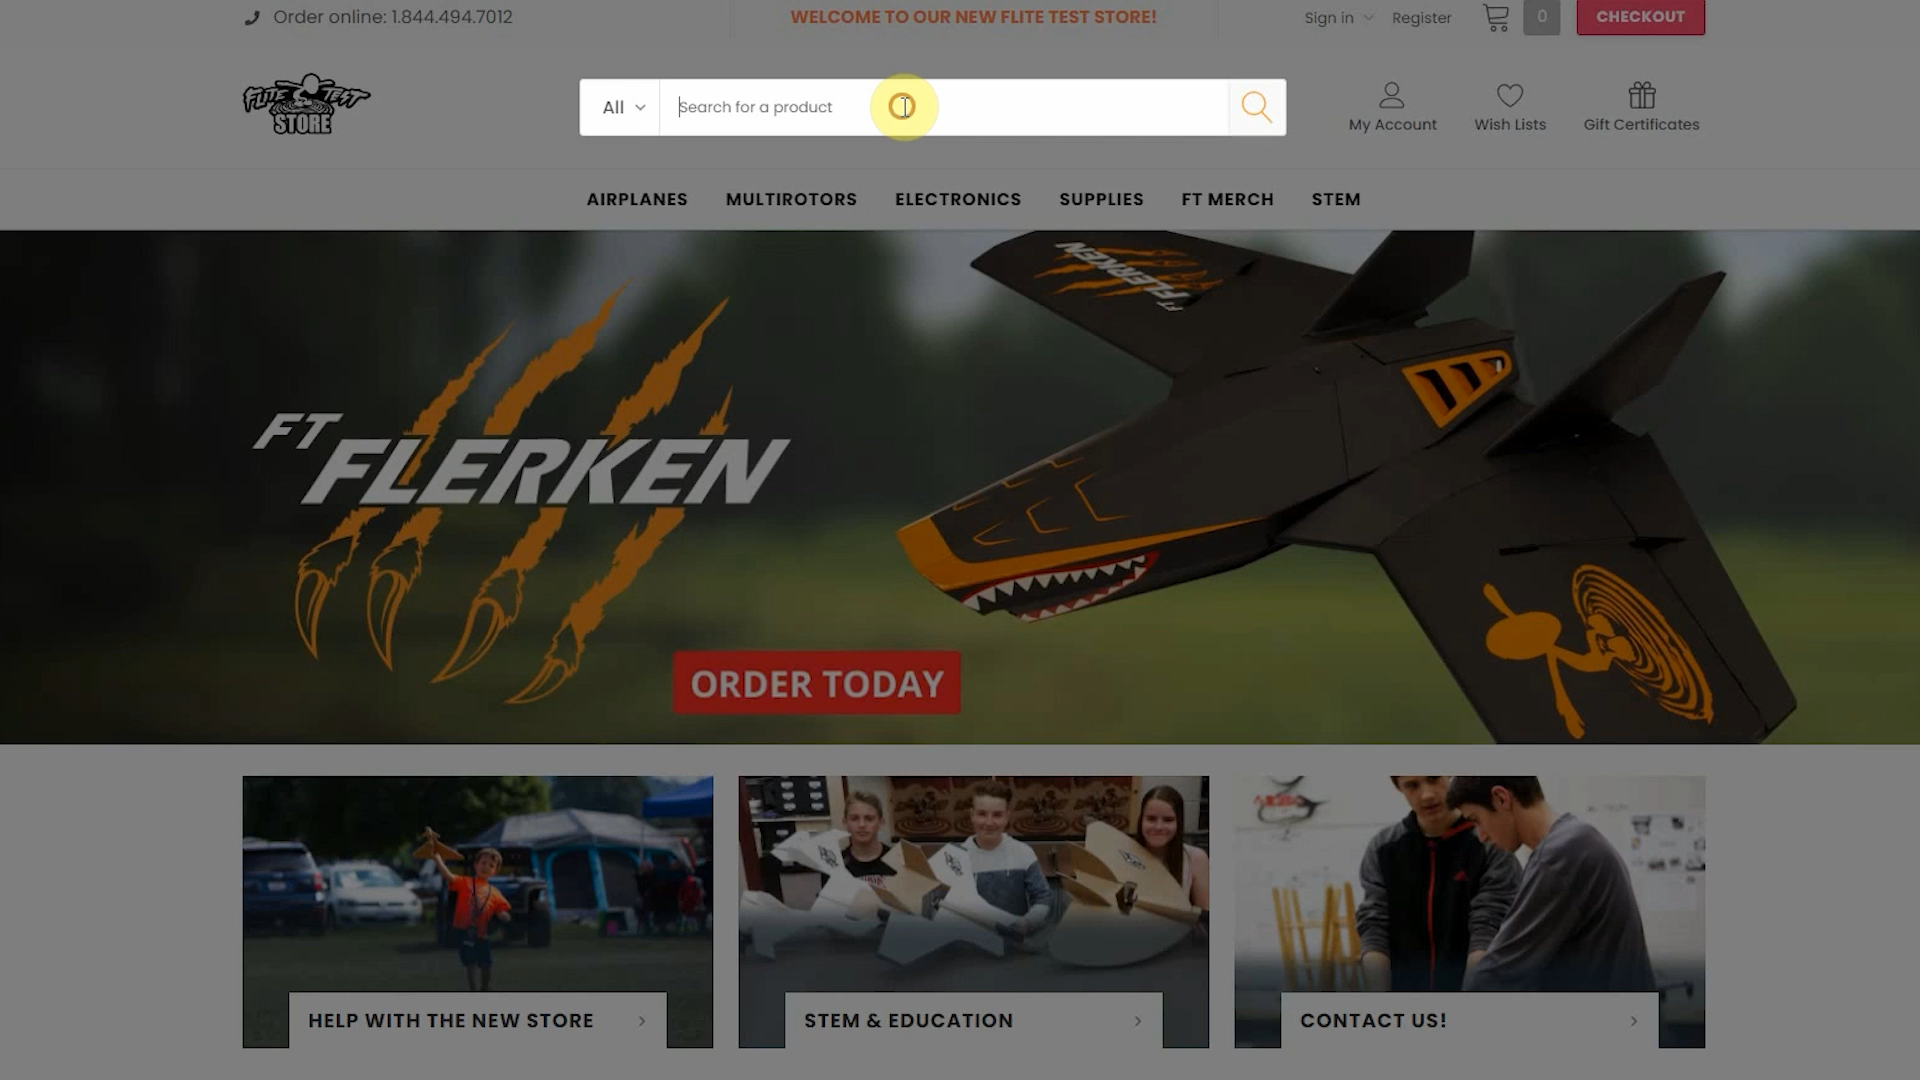 Order online: 1.844.494.7012
WELCOME TO OUR NEW FLITE TEST STORE!
Sign in
Register
0
CHECKOUT
FLITE TEST
STORE
All
Search for a product
My Account
Wish Lists
Gift Certificates
AIRPLANES
MULTIROTORS
ELECTRONICS
SUPPLIES
FT MERCH
STEM
FT FLERKEN
FT FLERKEN
ORDER TODAY
HELP WITH THE NEW STORE
STEM & EDUCATION
CONTACT US!